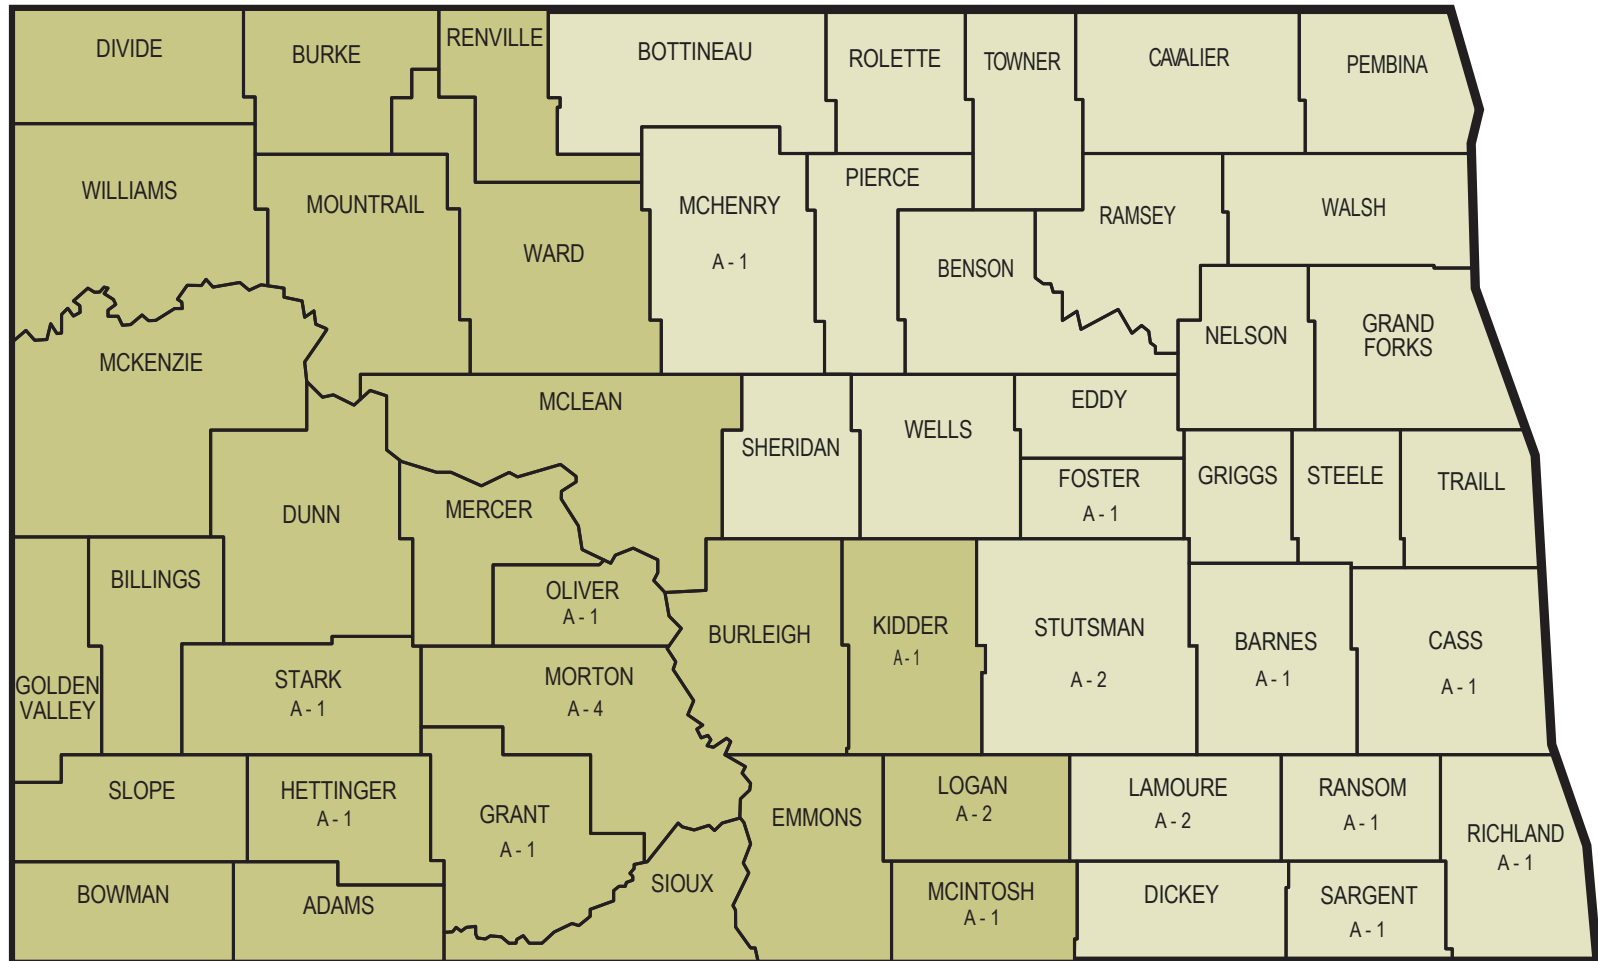 DIVIDE
BURKE
RENVILLE
BOTTINEAU
ROLETTE
TOWNER
CAVALIER
PEMBINA
WILLIAMS
MOUNTRAIL
WARD
MCHENRY
A - 1
PIERCE
BENSON
RAMSEY
WALSH
MCKENZIE
NELSON
GRAND
FORKS
MCLEAN
SHERIDAN
WELLS
EDDY
FOSTER
A - 1
GRIGGS
STEELE
TRAILL
DUNN
MERCER
BILLINGS
OLIVER
A - 1
BURLEIGH
KIDDER
A - 1
STUTSMAN
A - 2
BARNES
A - 1
CASS
A - 1
GOLDEN
VALLEY
STARK
A - 1
MORTON
A - 4
SLOPE
HETTINGER
A - 1
GRANT
A - 1
EMMONS
LOGAN
A - 2
LAMOURE
A - 2
RANSOM
A - 1
RICHLAND
A - 1
BOWMAN
ADAMS
SIOUX
MCINTOSH
A - 1
DICKEY
SARGENT
A - 1